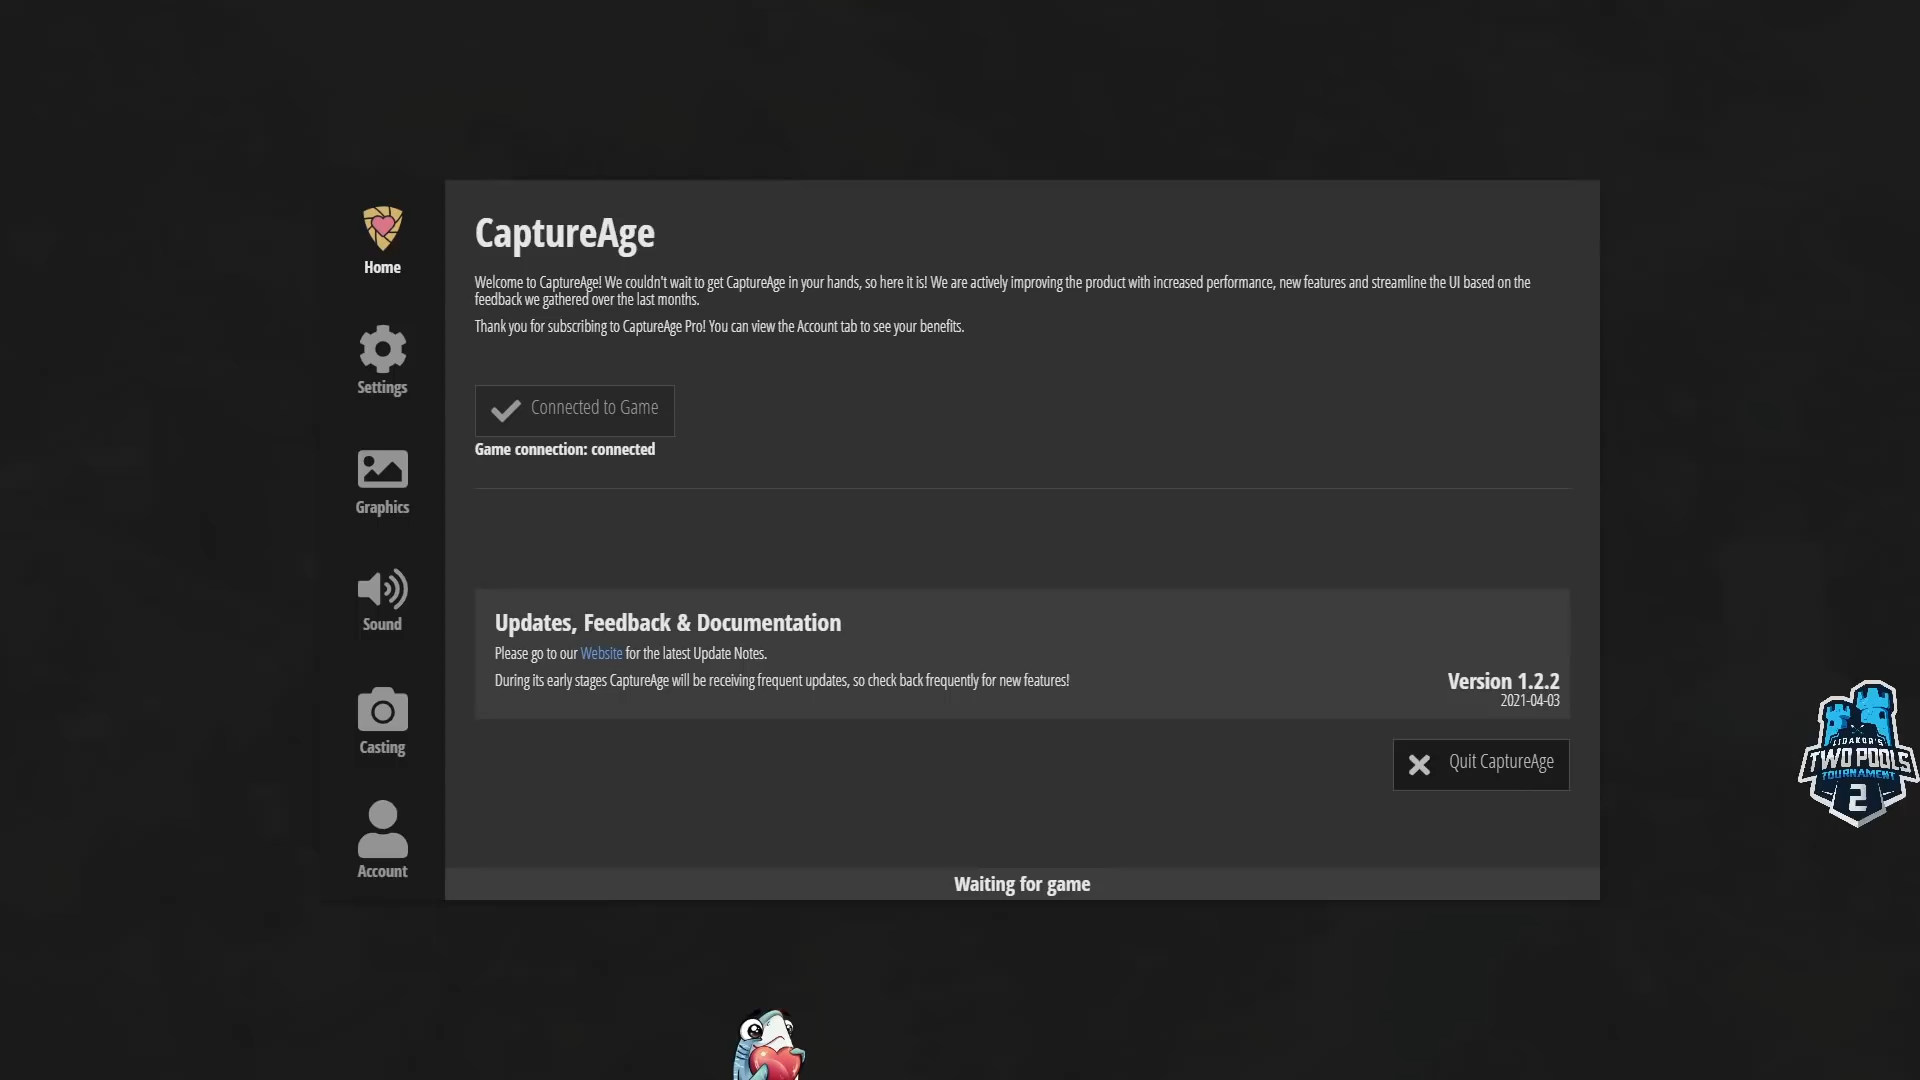 CaptureAge
Welcome to CaptureAge! We couldn't wait to get CaptureAge in your hands, so here it is! We are actively improving the product with increased performance, new features and streamline the UI based on the
feedback we gathered over the last months.
Thank you for subscribing to CaptureAge Pro! You can view the Account tab to see your benefits.
Connected to Game
Game connection: connected
Home
Settings
Graphics
Sound
Casting
Account
Updates, Feedback & Documentation
Please go to our Website for the latest Update Notes.
During its early stages CaptureAge will be receiving frequent updates, so check back frequently for new features!
Version 1.2.2
2021-04-03
Quit CaptureAge
Waiting for game
LIDAKOR'S
TWO POOLS
TOURNAMENT
2